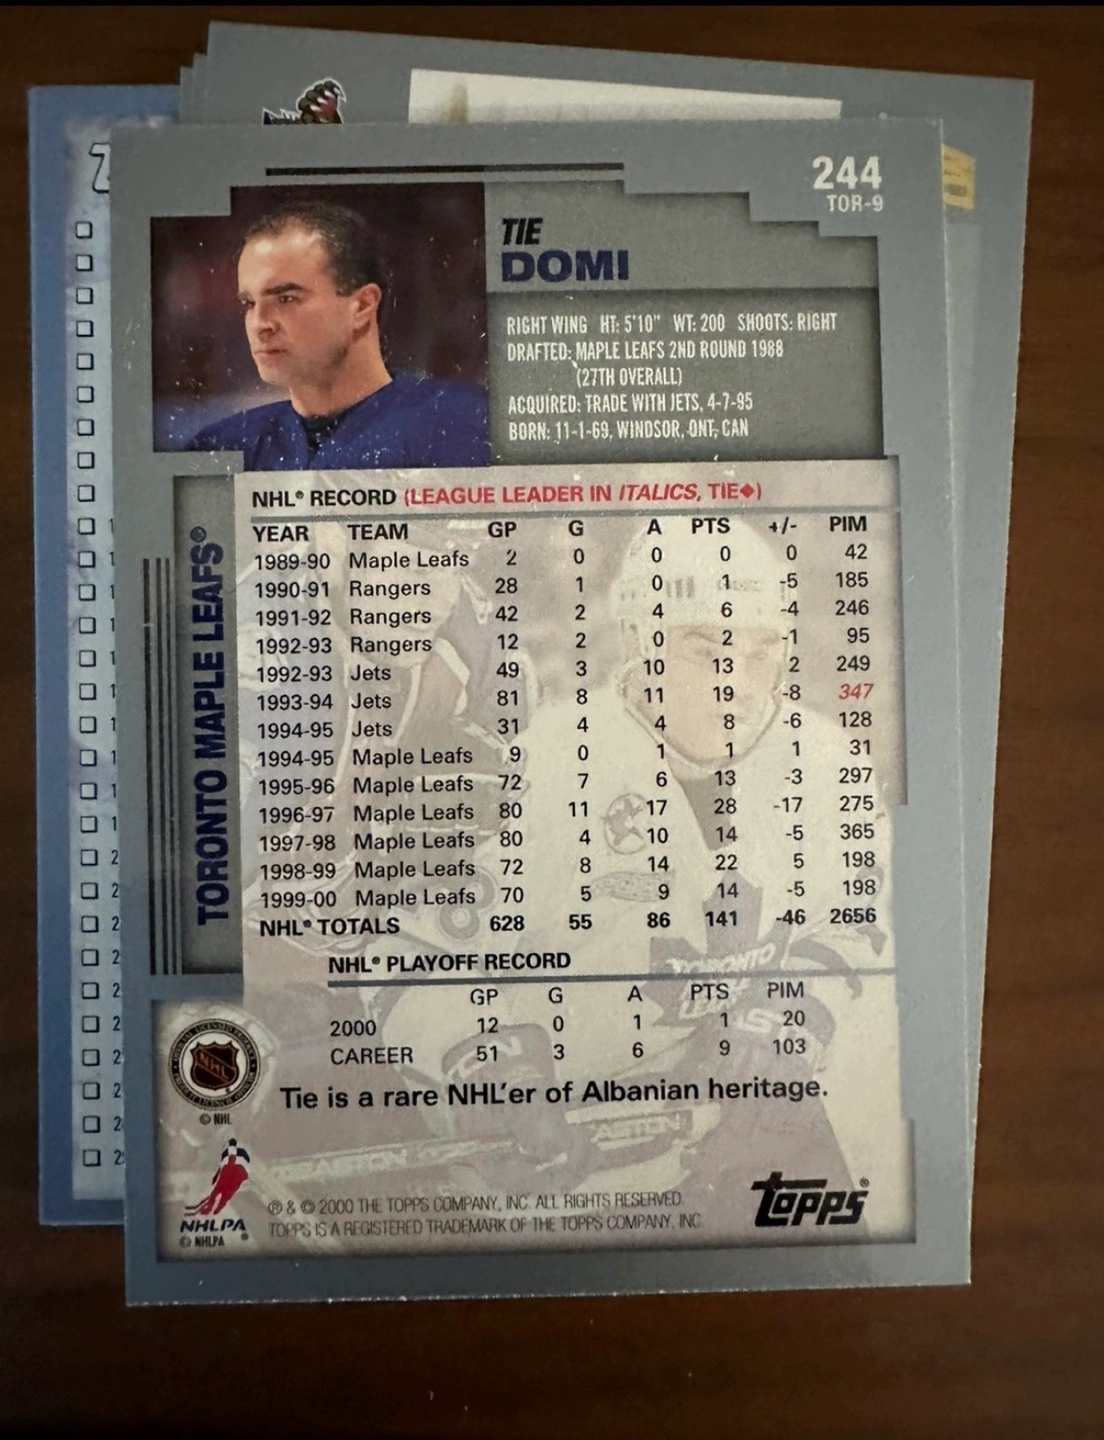 244
TOR-9
TIE
DOMI
RIGHT WING HT: 5'10" WT: 200 SHOOTS: RIGHT
DRAFTED: MAPLE LEAFS 2ND ROUND 1988
(27TH OVERALL)
ACQUIRED: TRADE WITH JETS, 4-7-95
BORN: 11-1-69, WINDSOR, ONT, CAN
TORONTO MAPLE LEAFS®
NHL® RECORD (LEAGUE LEADER IN ITALICS, TIE◆)
YEAR TEAM GP G A PTS +/- PIM
1989-90 Maple Leafs 2 0 0 0 0 42
1990-91 Rangers 28 1 0 1 -5 185
1991-92 Rangers 42 2 4 6 -4 246
1992-93 Rangers 12 2 0 2 -1 95
1992-93 Jets 49 3 10 13 2 249
1993-94 Jets 81 8 11 19 -8 347
1994-95 Jets 31 4 4 8 -6 128
1994-95 Maple Leafs 9 0 1 1 1 31
1995-96 Maple Leafs 72 7 6 13 -3 297
1996-97 Maple Leafs 80 11 17 28 -17 275
1997-98 Maple Leafs 80 4 10 14 -5 365
1998-99 Maple Leafs 72 8 14 22 5 198
1999-00 Maple Leafs 70 5 9 14 -5 198
NHL® TOTALS 628 55 86 141 -46 2656
NHL® PLAYOFF RECORD
GP G A PTS PIM
2000 12 0 1 1 20
CAREER 51 3 6 9 103
Tie is a rare NHL'er of Albanian heritage.
NHL
© NHL
NHLPA
© NHLPA
EASTON
EASTON
TORONTO
® & © 2000 THE TOPPS COMPANY, INC. ALL RIGHTS RESERVED.
TOPPS IS A REGISTERED TRADEMARK OF THE TOPPS COMPANY, INC.
topps®